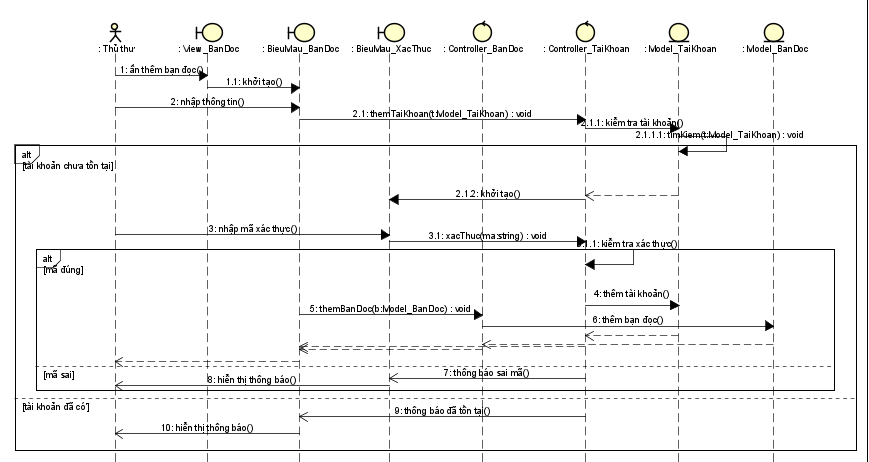 : Thủ thư
: View_BanDoc
: BieuMau_BanDoc
: BieuMau_XacThuc
: Controller_BanDoc
: Controller_TaiKhoan
: Model_TaiKhoan
: Model_BanDoc
1: ấn thêm bạn đọc()
1.1: khởi tạo()
2: nhập thông tin()
2.1: themTaiKhoan(t:Model_TaiKhoan) : void
2.1.1: kiểm tra tài khoản()
2.1.1.1: timKiem(t:Model_TaiKhoan) : void
alt
[tài khoản chưa tồn tại]
2.1.2: khởi tạo()
3: nhập mã xác thực()
3.1: xacThuc(ma:string) : void
.1.1: kiểm tra xác thực()
alt
[mã đúng]
4: thêm tài khoản()
5: themBanDoc(b:Model_BanDoc) : void
6: thêm bạn đọc()
[mã sai]
7: thông báo sai mã()
8: hiển thị thông báo()
[tài khoản đã có]
9: thông báo đã tồn tại()
10: hiển thị thông báo()